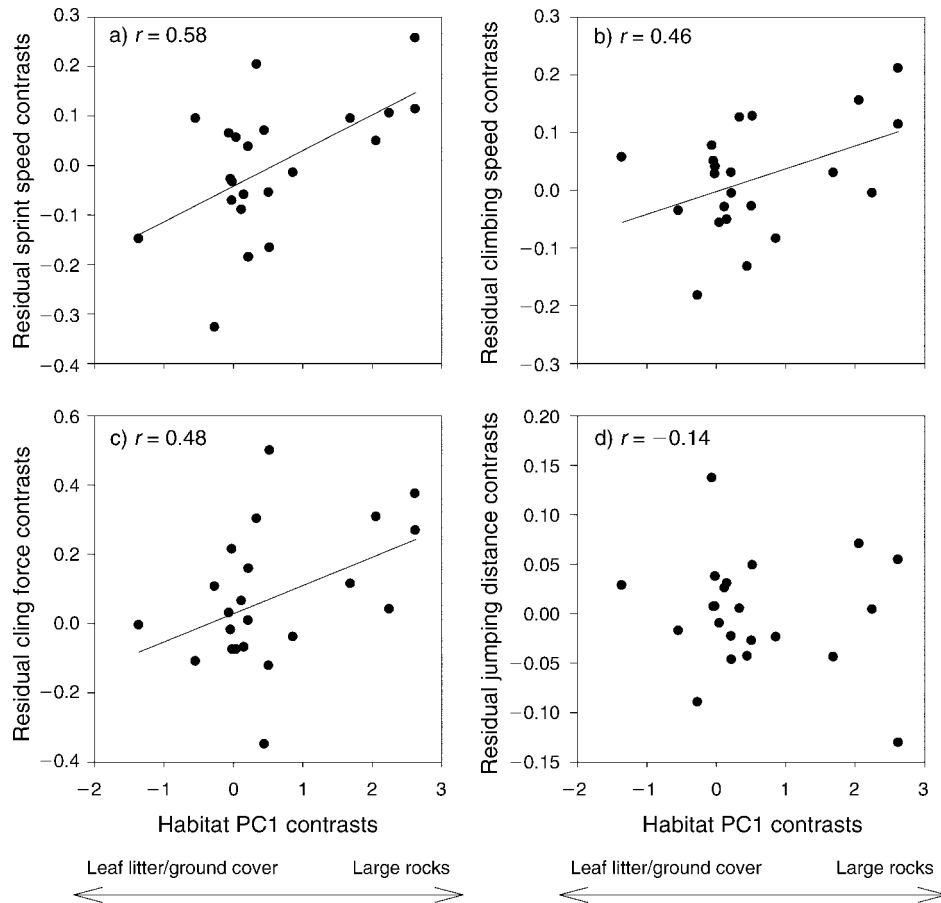 a) r = 0.58
0.3
0.2
0.1
0.0
−0.1
−0.2
−0.3
−0.4
Residual sprint speed contrasts
b) r = 0.46
0.3
0.2
0.1
0.0
−0.1
−0.2
−0.3
Residual climbing speed contrasts
c) r = 0.48
0.6
0.4
0.2
0.0
−0.2
−0.4
Residual cling force contrasts
−2 −1 0 1 2 3
Habitat PC1 contrasts
Leaf litter/ground cover Large rocks
d) r = −0.14
0.20
0.15
0.10
0.05
0.00
−0.05
−0.10
−0.15
Residual jumping distance contrasts
−2 −1 0 1 2 3
Habitat PC1 contrasts
Leaf litter/ground cover Large rocks